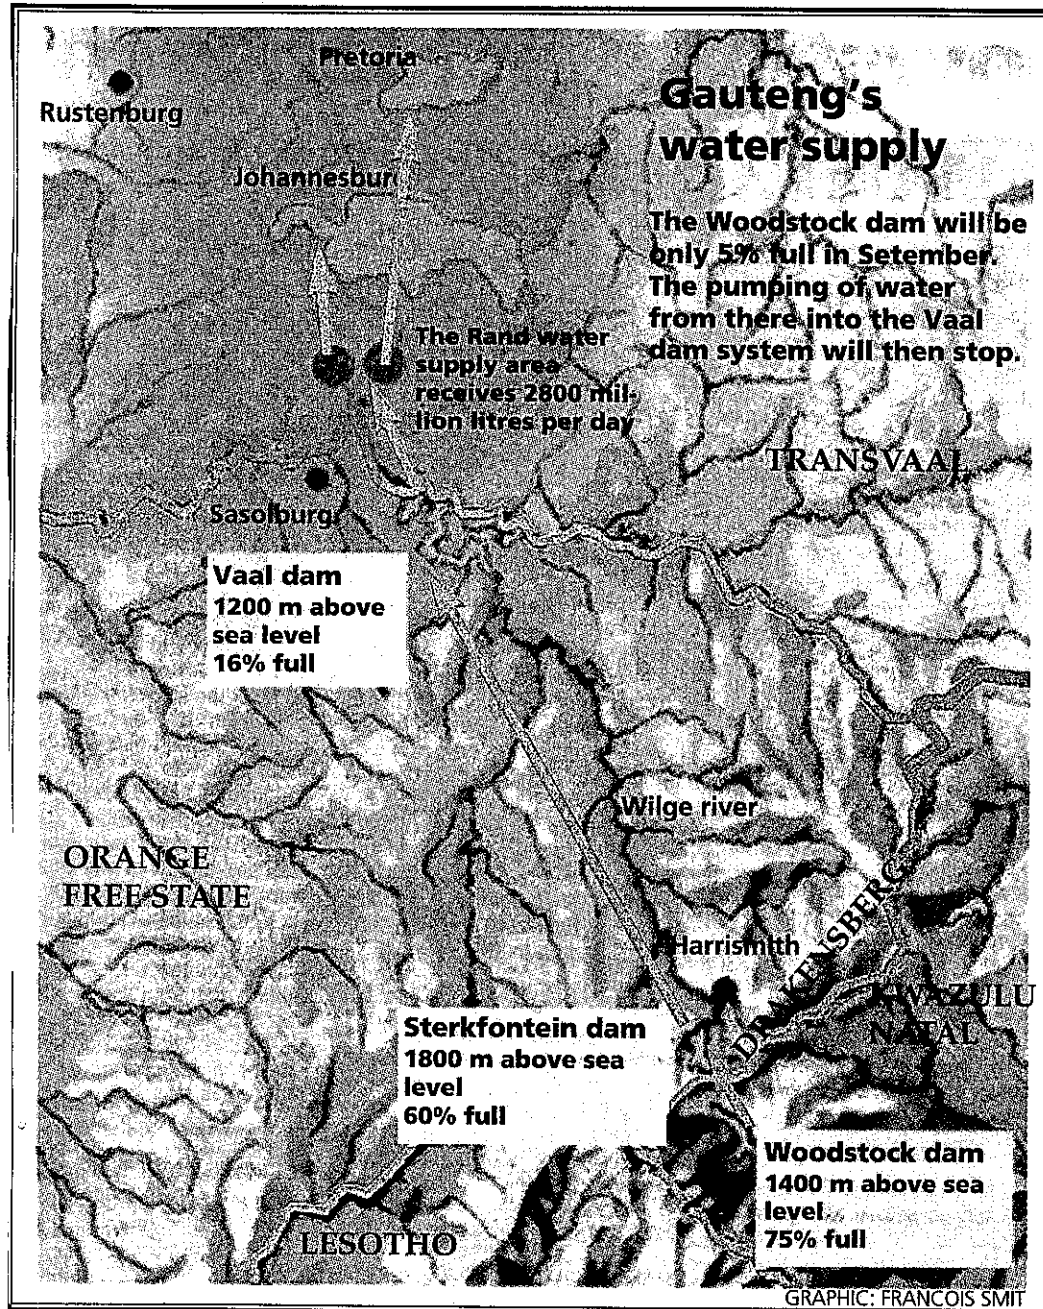 Pretoria
Rustenburg
Gauteng's
water supply
Johannesburg
The Woodstock dam will be
only 5% full in Setember.
The pumping of water
from there into the Vaal
dam system will then stop.
The Rand water
supply area
receives 2800 mil-
lion litres per day
TRANSVAAL
Sasolburg
Vaal dam
1200 m above
sea level
16% full
Wilge river
ORANGE
FREE STATE
DRAKENSBERG
Harrismith
KWAZULU
NATAL
Sterkfontein dam
1800 m above sea
level
60% full
Woodstock dam
1400 m above sea
level
75% full
LESOTHO
GRAPHIC: FRANCOIS SMIT